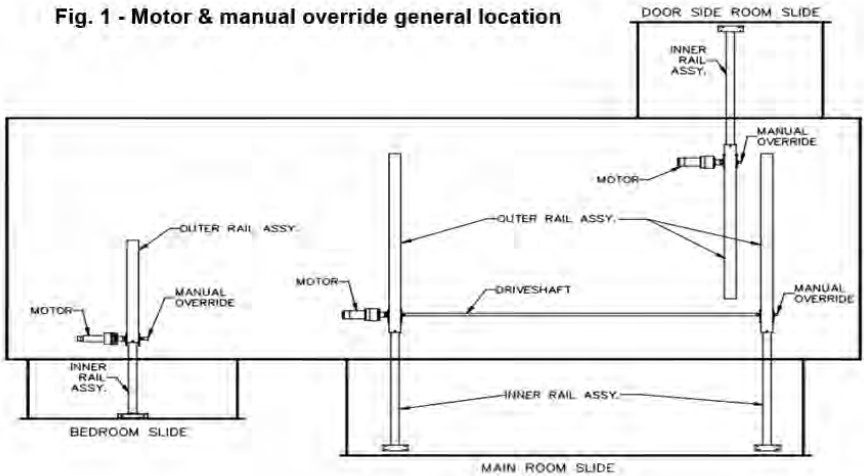 Fig. 1 - Motor & manual override general location
DOOR SIDE ROOM SLIDE
INNER
RAIL
ASSY.
MANUAL
OVERRIDE
MOTOR
OUTER RAIL ASSY.
OUTER RAIL ASSY.
MOTOR
DRIVESHAFT
MANUAL
OVERRIDE
MANUAL
OVERRIDE
MOTOR
INNER
RAIL
ASSY.
INNER RAIL ASSY.
BEDROOM SLIDE
MAIN ROOM SLIDE